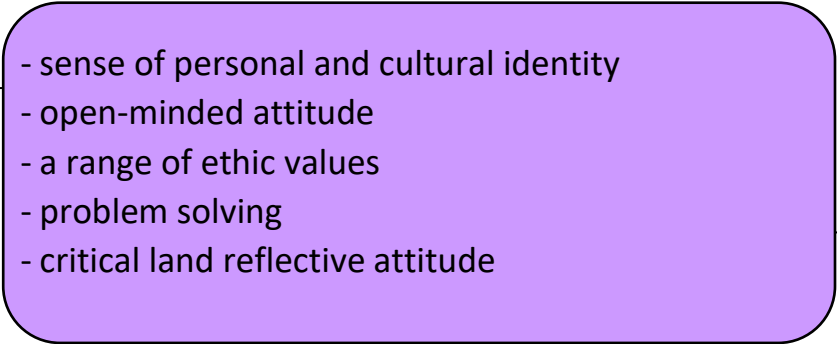 - sense of personal and cultural identity
- open-minded attitude
- a range of ethic values
- problem solving
- critical land reflective attitude